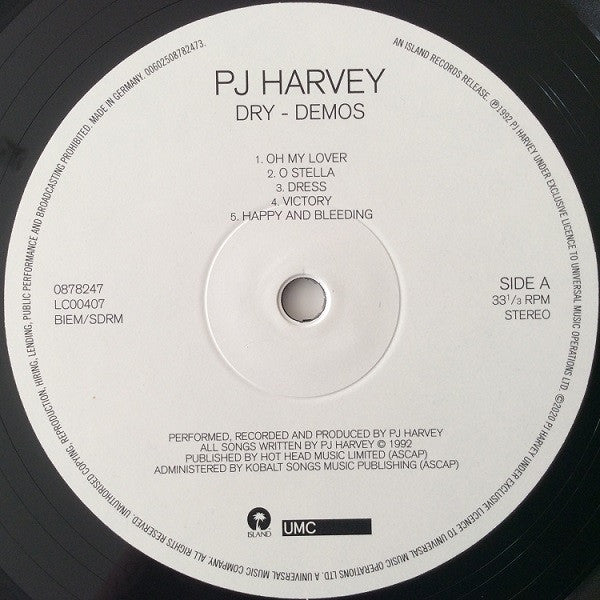 PJ HARVEY
DRY - DEMOS
1. OH MY LOVER
2. O STELLA
3. DRESS
4. VICTORY
5. HAPPY AND BLEEDING
0878247
LC00407
BIEM/SDRM
SIDE A
33 1/3 RPM
STEREO
PERFORMED, RECORDED AND PRODUCED BY PJ HARVEY
ALL SONGS WRITTEN BY PJ HARVEY © 1992
PUBLISHED BY HOT HEAD MUSIC LIMITED (ASCAP)
ADMINISTERED BY KOBALT SONGS MUSIC PUBLISHING (ASCAP)
ISLAND
UMC
AN ISLAND RECORDS RELEASE. ℗1992 PJ HARVEY UNDER EXCLUSIVE LICENCE TO UNIVERSAL MUSIC OPERATIONS LTD. ©2020 PJ HARVEY UNDER EXCLUSIVE LICENCE TO UNIVERSAL MUSIC OPERATIONS LTD. A UNIVERSAL MUSIC COMPANY. ALL RIGHTS RESERVED. UNAUTHORISED COPYING, REPRODUCTION, HIRING, LENDING, PUBLIC PERFORMANCE AND BROADCASTING PROHIBITED. MADE IN GERMANY. 00602508782473.